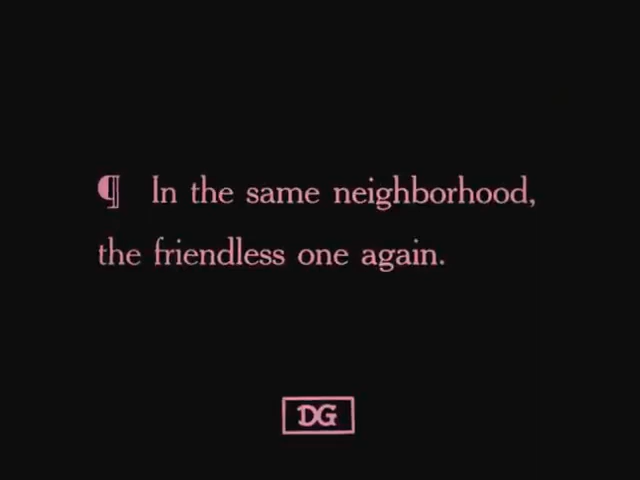 ¶ In the same neighborhood,
the friendless one again.
DG